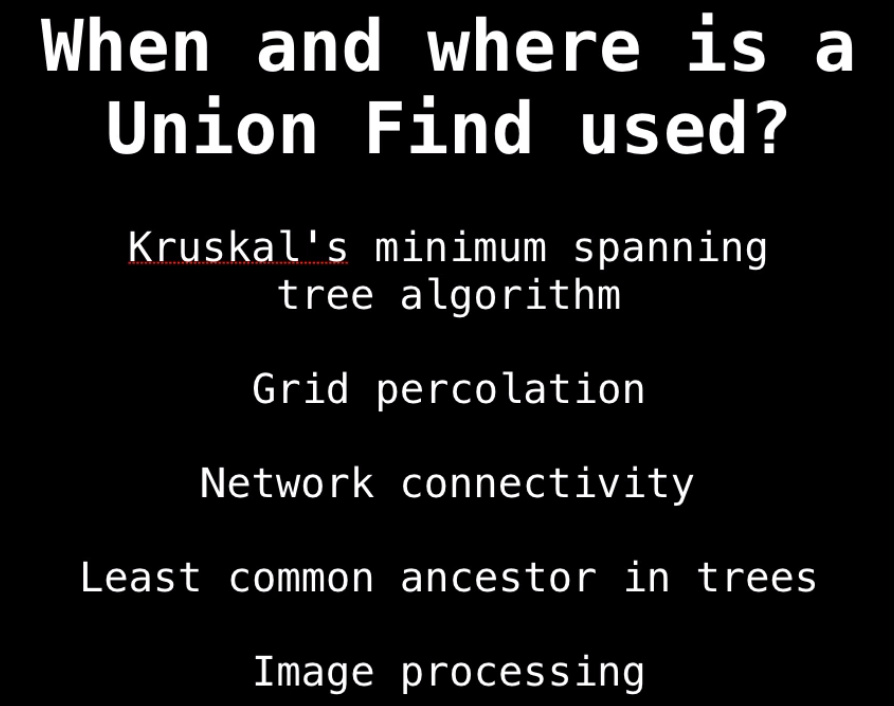 When and where is a
Union Find used?
Kruskal's minimum spanning
tree algorithm
Grid percolation
Network connectivity
Least common ancestor in trees
Image processing